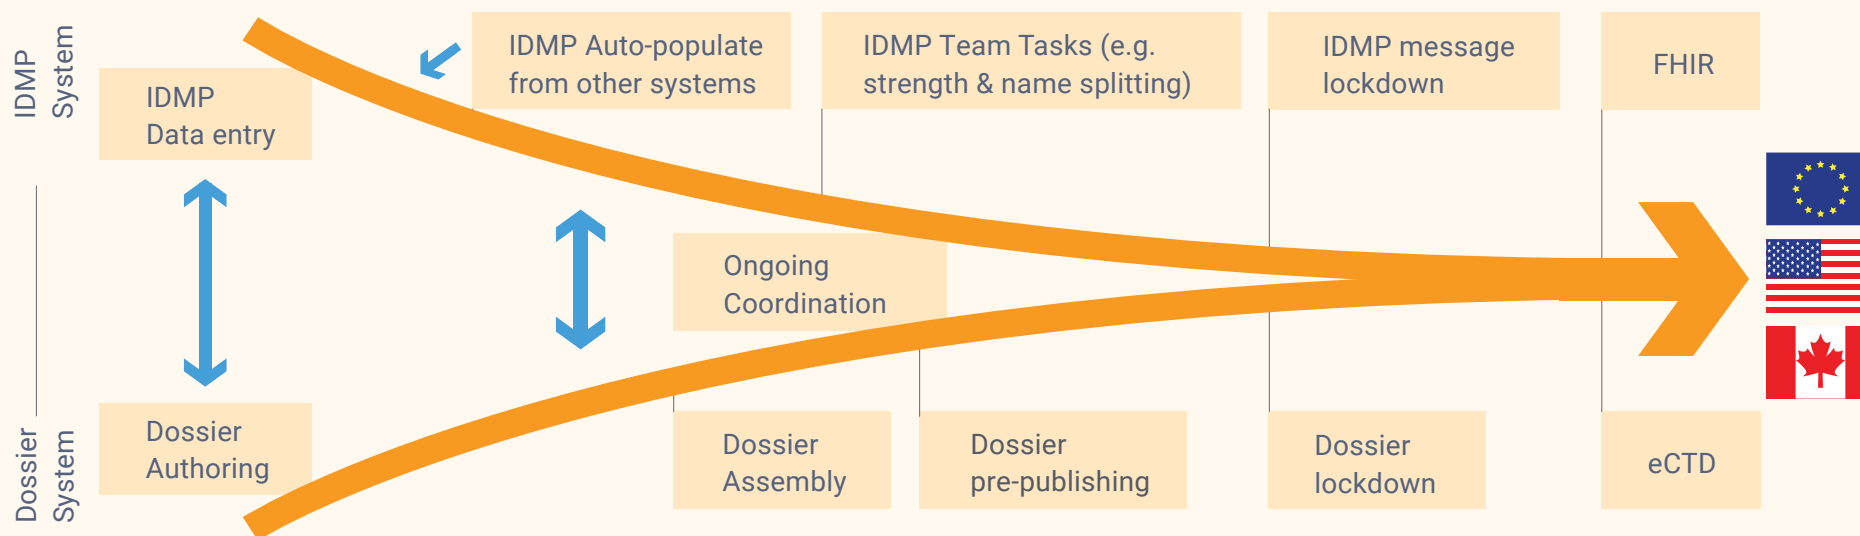 IDMP
System
IDMP
Data entry
IDMP Auto-populate
from other systems
IDMP Team Tasks (e.g.
strength & name splitting)
IDMP message
lockdown
FHIR
Ongoing
Coordination
Dossier
System
Dossier
Authoring
Dossier
Assembly
Dossier
pre-publishing
Dossier
lockdown
eCTD